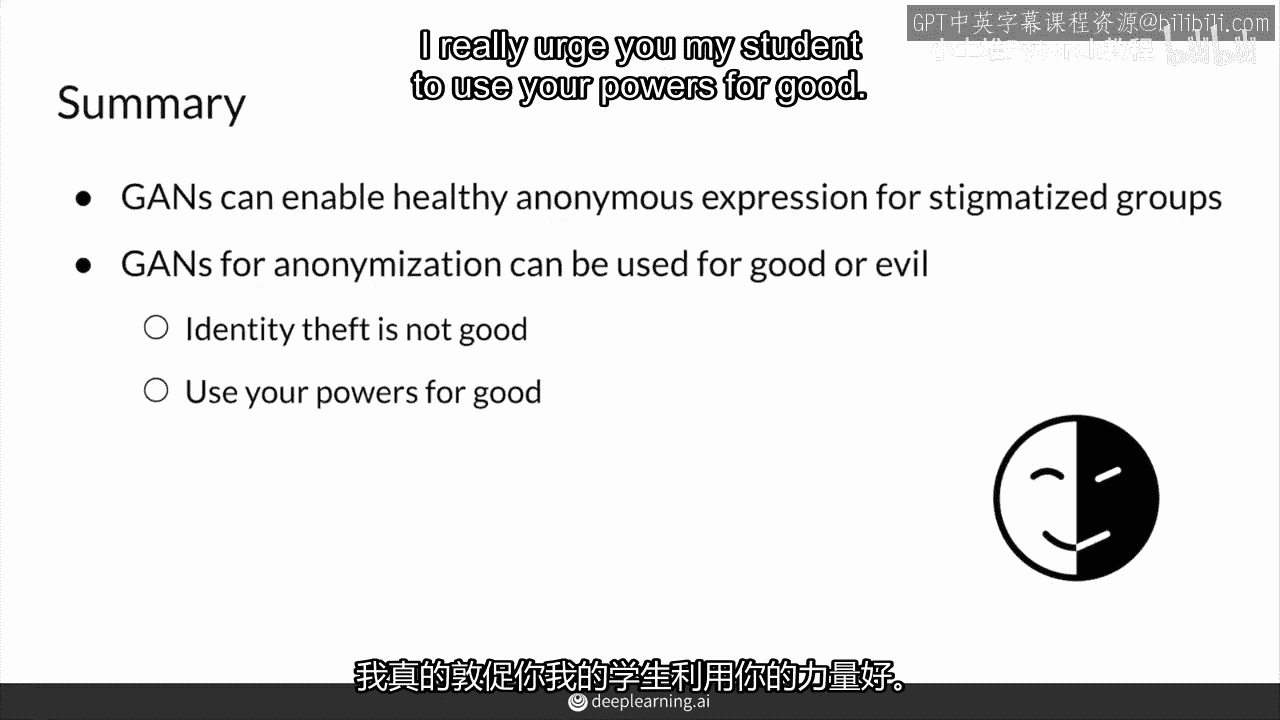 GPT中英字幕课程资源@bilibili.com
I really urge you my student
to use your powers for good.
Summary
GANs can enable healthy anonymous expression for stigmatized groups
GANs for anonymization can be used for good or evil
Identity theft is not good
Use your powers for good
我真的敦促你我的学生利用你的力量好。
deeplearning.ai